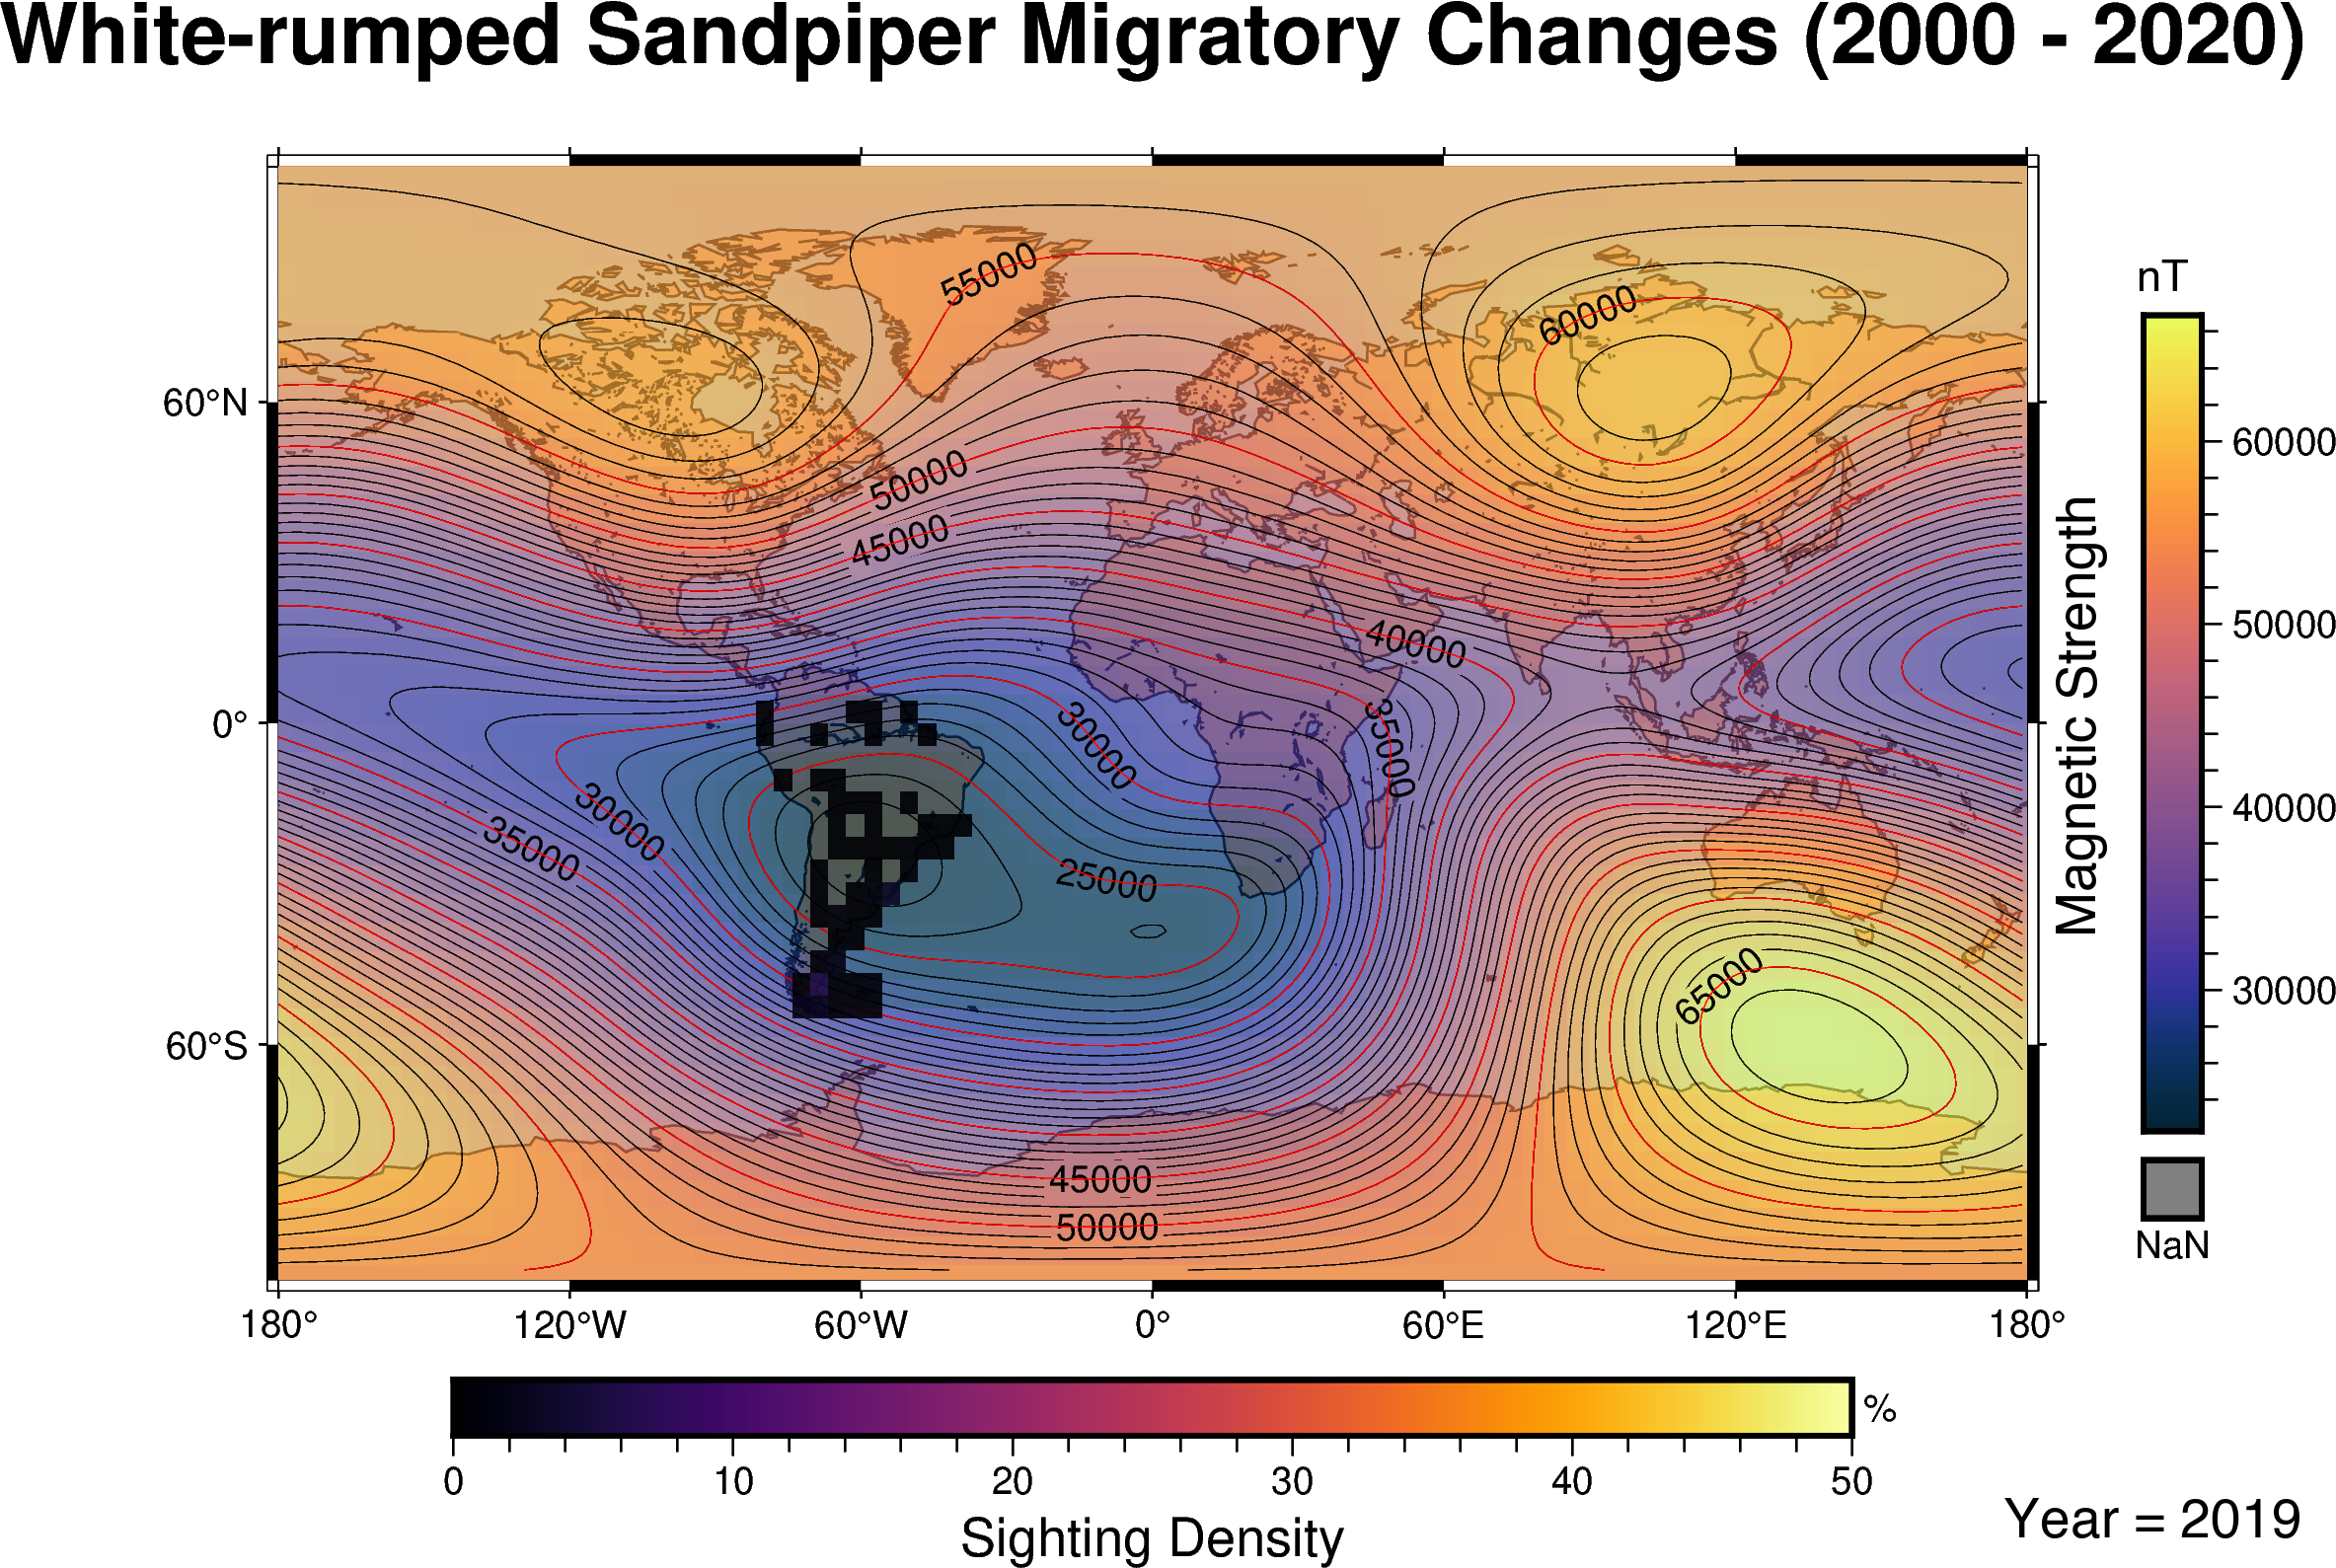 White-rumped Sandpiper Migratory Changes (2000 - 2020)
nT
55000
60000
60°N
60000
50000
45000
50000
40000
0°
30000
35000
30000
35000
40000
Magnetic Strength
25000
65000
30000
60°S
45000
50000
NaN
180°
120°W
60°W
0°
60°E
120°E
180°
%
0
10
20
30
40
50
Sighting Density
Year = 2019